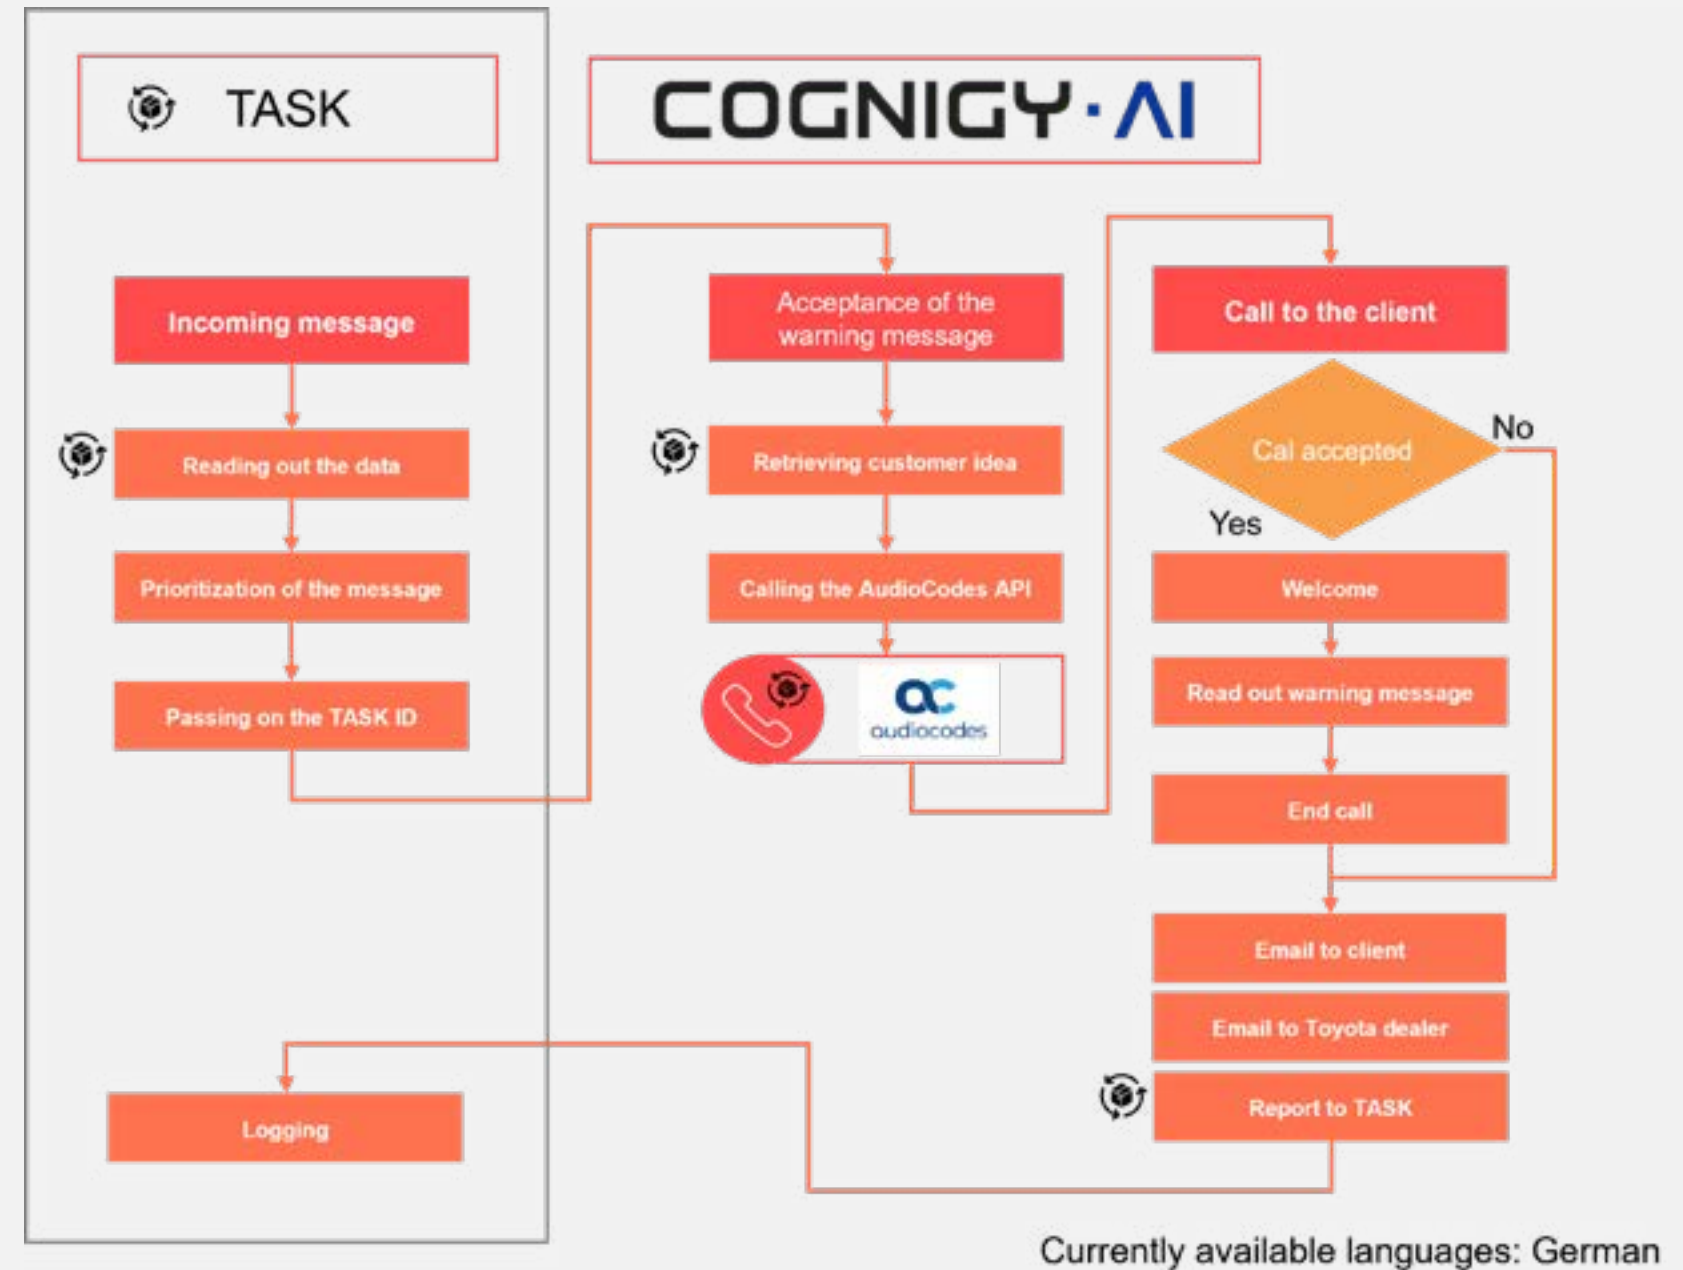 TASK
COGNIGY·AI
Incoming message
Reading out the data
Prioritization of the message
Passing on the TASK ID
Logging
Acceptance of the
warning message
Retrieving customer idea
Calling the AudioCodes API
ac
audiocodes
Call to the client
Cal accepted
No
Yes
Welcome
Read out warning message
End call
Email to client
Email to Toyota dealer
Report to TASK
Currently available languages: German